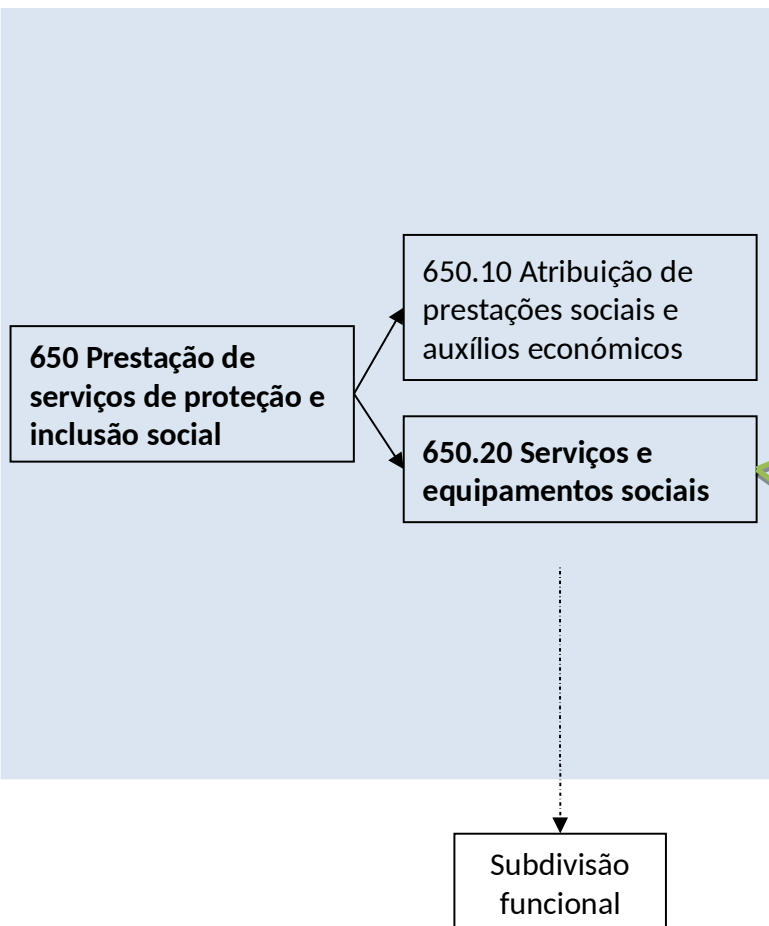 650.10 Atribuição de
prestações sociais e
auxílios económicos
650 Prestação de
serviços de proteção e
inclusão social
650.20 Serviços e
equipamentos sociais
Subdivisão
funcional